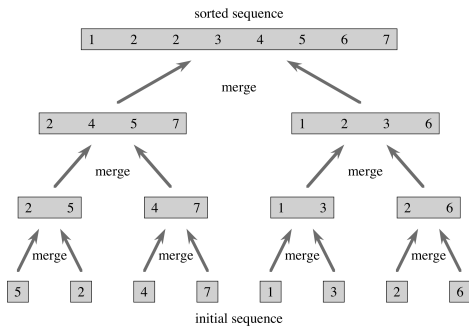 sorted sequence
1 2 2 3 4 5 6 7
merge
2 4 5 7 1 2 3 6
merge merge
2 5 4 7 1 3 2 6
merge merge merge merge
5 2 4 7 1 3 2 6
initial sequence